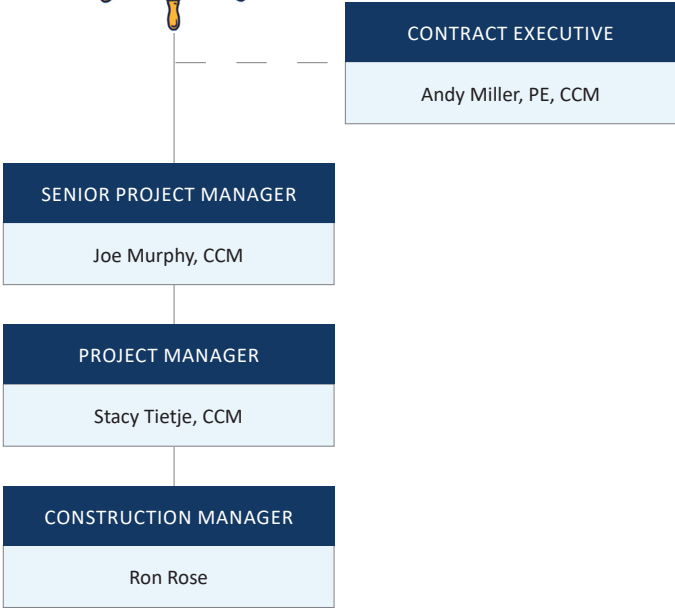 CONTRACT EXECUTIVE
Andy Miller, PE, CCM
SENIOR PROJECT MANAGER
Joe Murphy, CCM
PROJECT MANAGER
Stacy Tietje, CCM
CONSTRUCTION MANAGER
Ron Rose